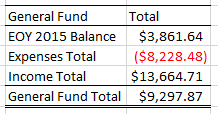 General Fund Total
EOY 2015 Balance $3,861.64
Expenses Total ($8,228.48)
Income Total $13,664.71
General Fund Total $9,297.87